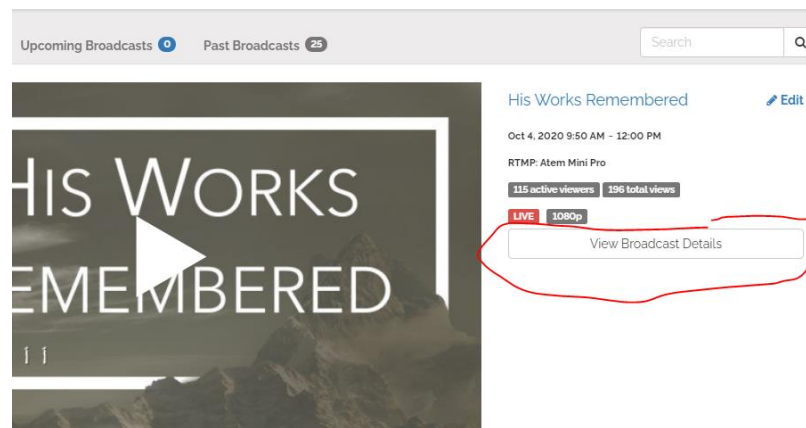 Upcoming Broadcasts 0 Past Broadcasts 25
Search
HIS WORKS
EMEMBERED
His Works Remembered
Edit
Oct 4, 2020 9:50 AM - 12:00 PM
RTMP: Atem Mini Pro
115 active viewers 196 total views
LIVE 1080p
View Broadcast Details